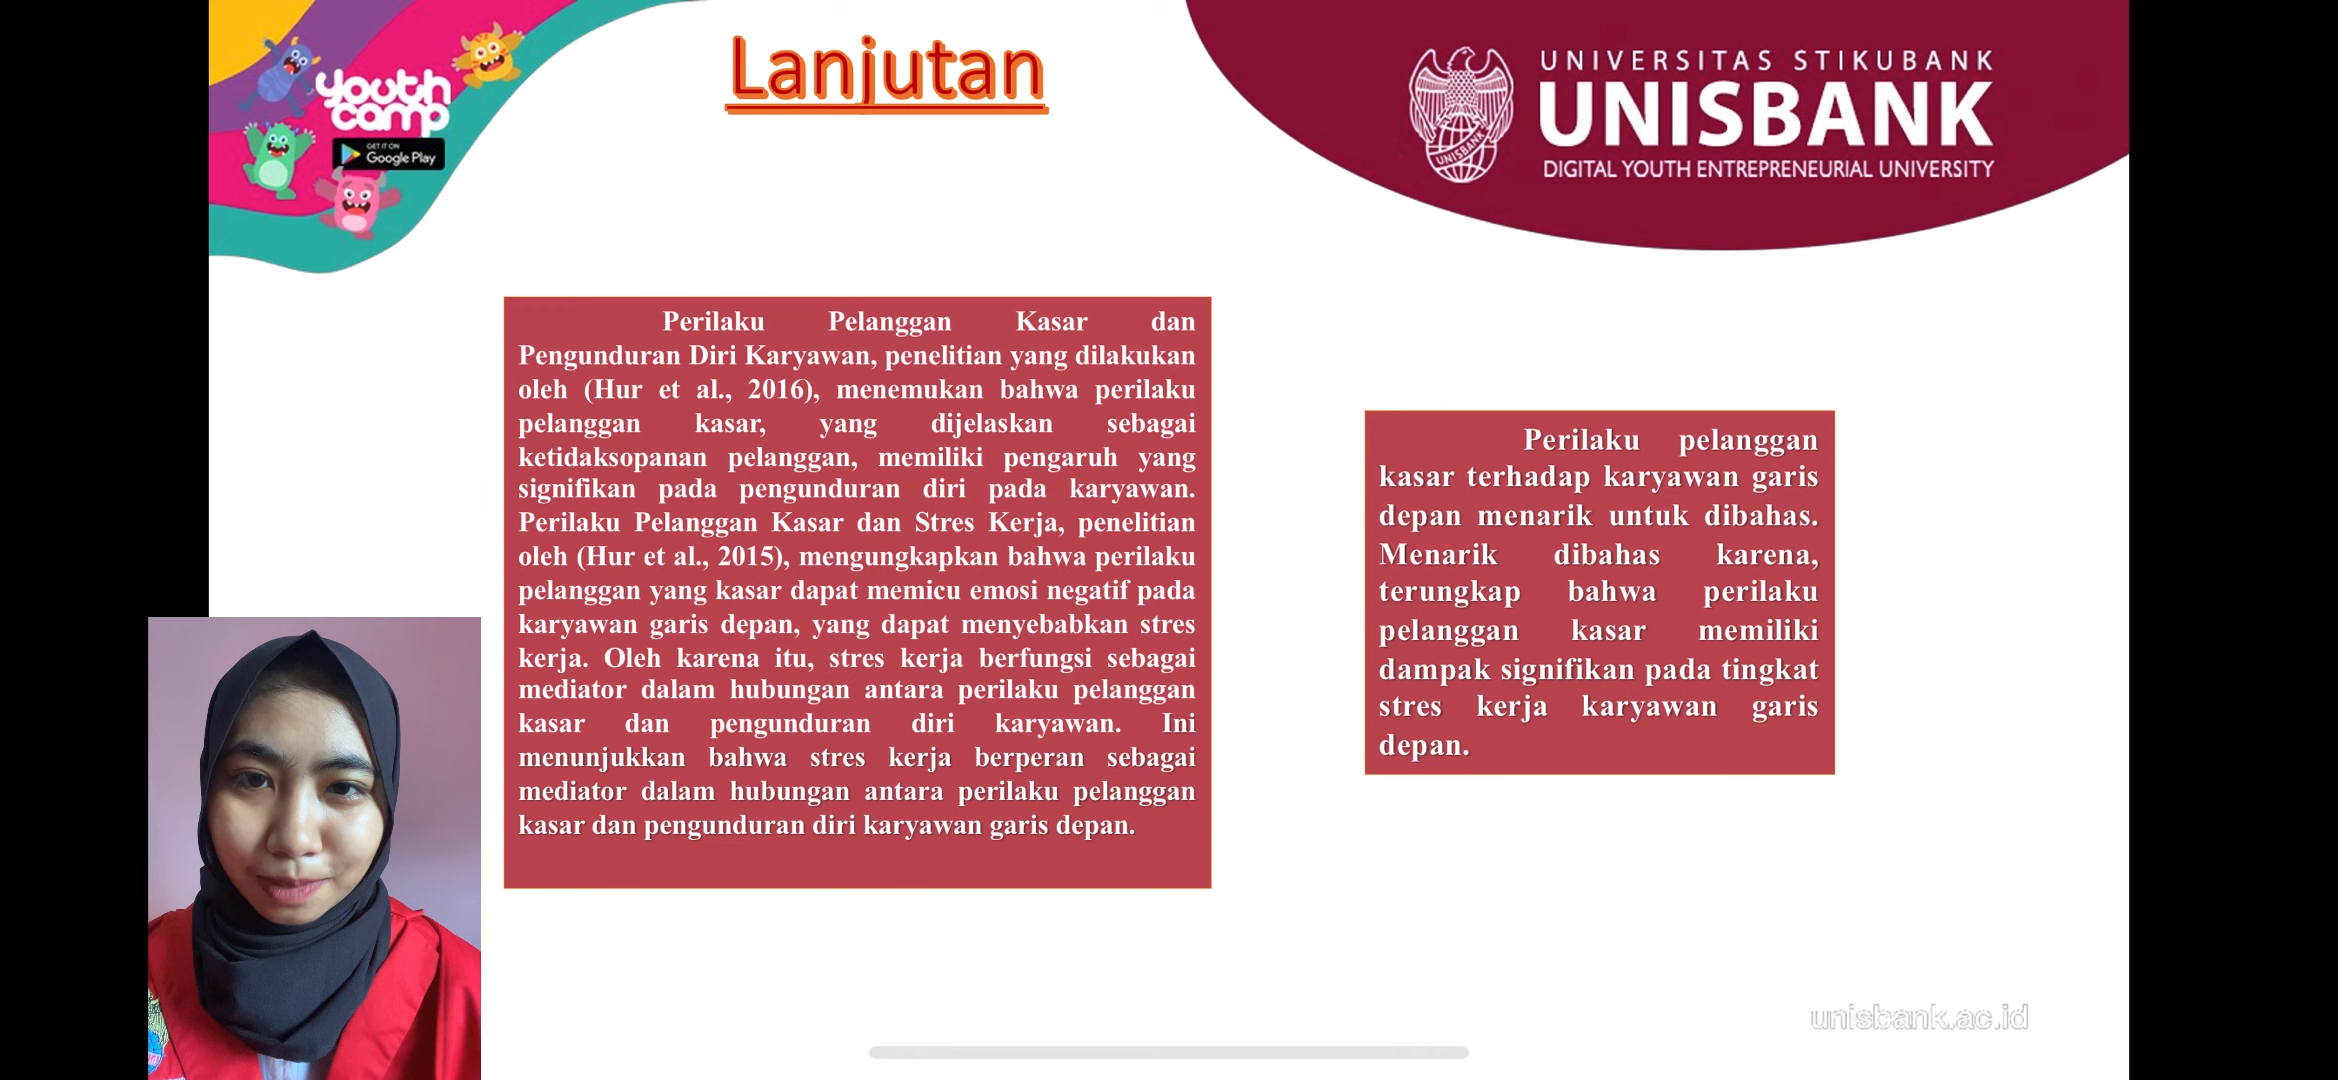 youth
camp
GET IT ON
Google Play
Lanjutan
UNIVERSITAS STIKUBANK
UNISBANK
DIGITAL YOUTH ENTREPRENEURIAL UNIVERSITY
UNISBANK
Perilaku Pelanggan Kasar dan
Pengunduran Diri Karyawan, penelitian yang dilakukan
oleh (Hur et al., 2016), menemukan bahwa perilaku
pelanggan kasar, yang dijelaskan sebagai
ketidaksopanan pelanggan, memiliki pengaruh yang
signifikan pada pengunduran diri pada karyawan.
Perilaku Pelanggan Kasar dan Stres Kerja, penelitian
oleh (Hur et al., 2015), mengungkapkan bahwa perilaku
pelanggan yang kasar dapat memicu emosi negatif pada
karyawan garis depan, yang dapat menyebabkan stres
kerja. Oleh karena itu, stres kerja berfungsi sebagai
mediator dalam hubungan antara perilaku pelanggan
kasar dan pengunduran diri karyawan. Ini
menunjukkan bahwa stres kerja berperan sebagai
mediator dalam hubungan antara perilaku pelanggan
kasar dan pengunduran diri karyawan garis depan.
Perilaku pelanggan
kasar terhadap karyawan garis
depan menarik untuk dibahas.
Menarik dibahas karena,
terungkap bahwa perilaku
pelanggan kasar memiliki
dampak signifikan pada tingkat
stres kerja karyawan garis
depan.
unisbank.ac.id